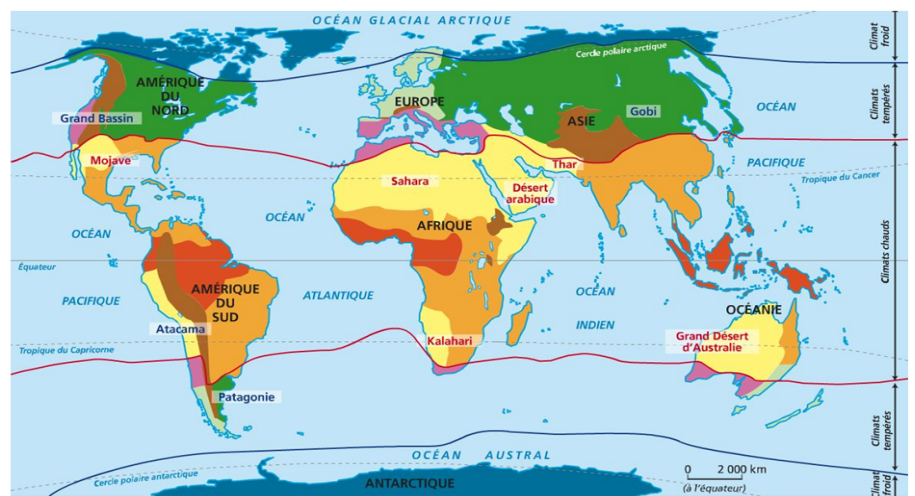 OCÉAN GLACIAL ARCTIQUE
Climat
froid
Cercle polaire arctique
AMÉRIQUE
DU
NORD
EUROPE
Grand Bassin
ASIE
Gobi
OCÉAN
Climats
tempérés
Mojave
Thar
PACIFIQUE
Tropique du Cancer
Sahara
Désert
arabique
OCÉAN
AFRIQUE
OCÉAN
Climats chauds
Équateur
PACIFIQUE
AMÉRIQUE
DU
SUD
ATLANTIQUE
OCÉAN
INDIEN
OCÉANIE
Atacama
Kalahari
Grand Désert
d'Australie
Tropique du Capricorne
Patagonie
Climats
tempérés
OCÉAN AUSTRAL
Cercle polaire antarctique
ANTARCTIQUE
0 2 000 km
(à l'équateur)
Climat
froid